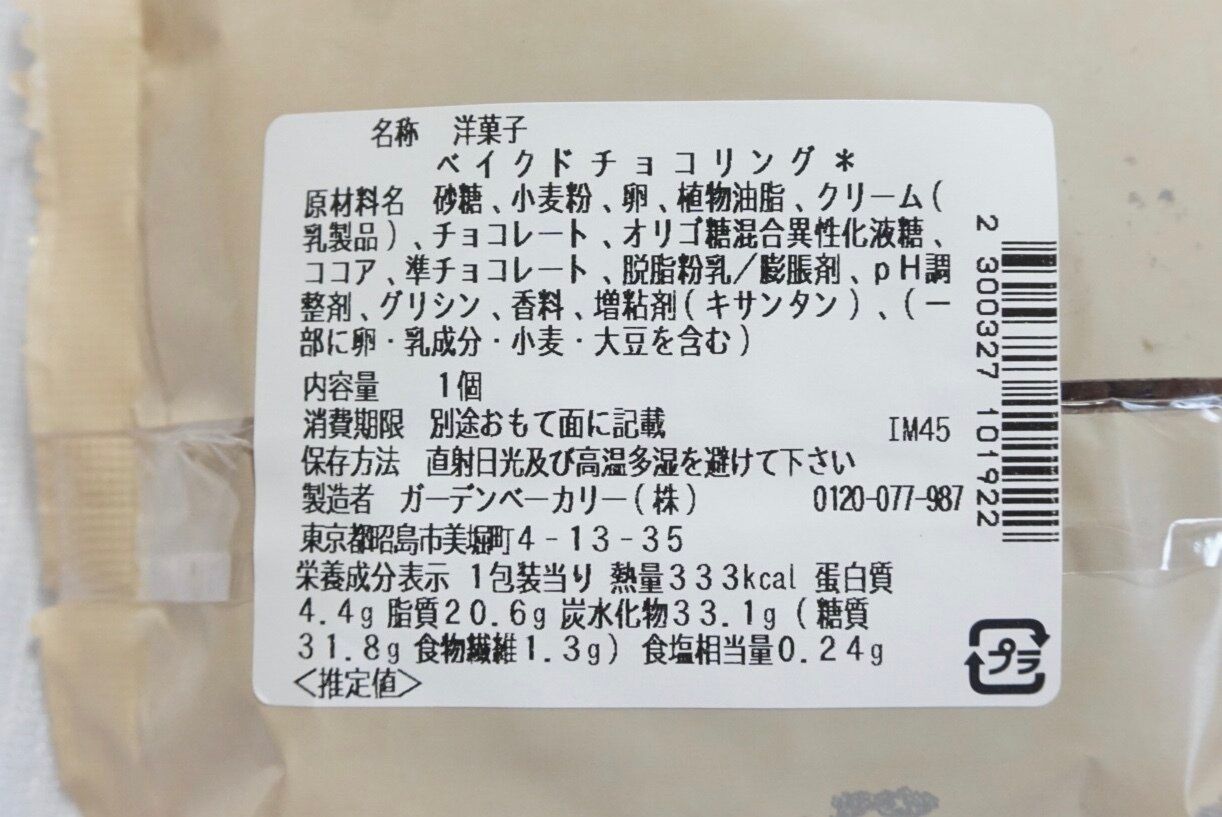 名称 洋菓子
ベイクドチョコリング*
原材料名 砂糖、小麦粉、卵、植物油脂、クリーム(
乳製品)、チョコレート、オリゴ糖混合異性化液糖、
ココア、準チョコレート、脱脂粉乳/膨脹剤、pH調
整剤、グリシン、香料、増粘剤(キサンタン)、(一
部に卵・乳成分・小麦・大豆を含む)
内容量 1個
消費期限 別途おもて面に記載 IM45
保存方法 直射日光及び高温多湿を避けて下さい
製造者 ガーデンベーカリー(株) 0120-077-987
東京都昭島市美堀町4-13-35
栄養成分表示 1包装当り 熱量333kcal 蛋白質
4.4g 脂質20.6g 炭水化物33.1g (糖質
31.8g 食物繊維1.3g) 食塩相当量0.24g
<推定値>
プラ
2 300327 101922